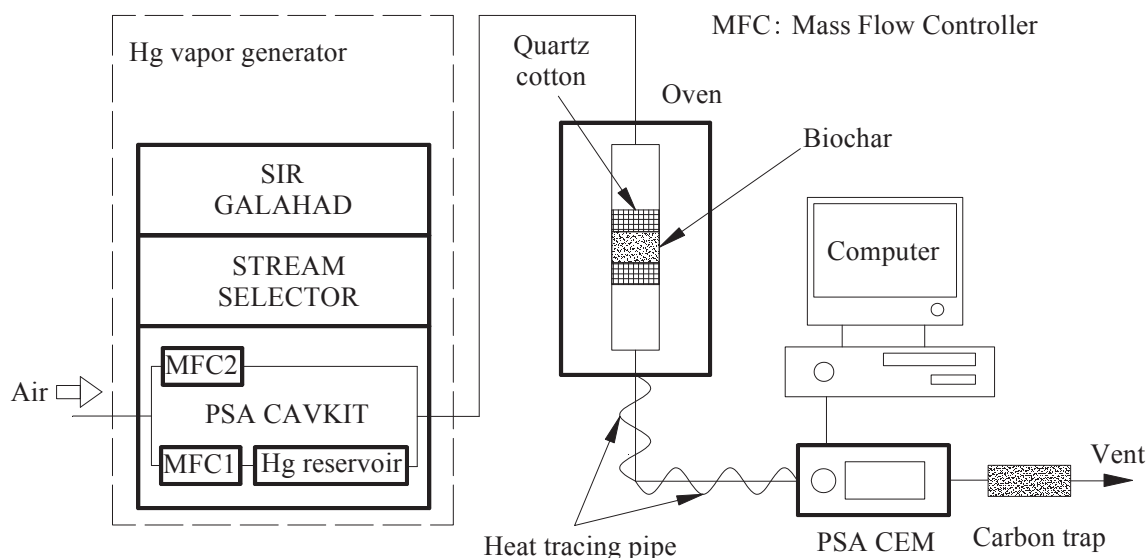 Hg vapor generator
SIR
GALAHAD
STREAM
SELECTOR
MFC2
PSA CAVKIT
MFC1
Hg reservoir
Air
MFC: Mass Flow Controller
Quartz
cotton
Oven
Biochar
Computer
Heat tracing pipe
PSA CEM
Carbon trap
Vent